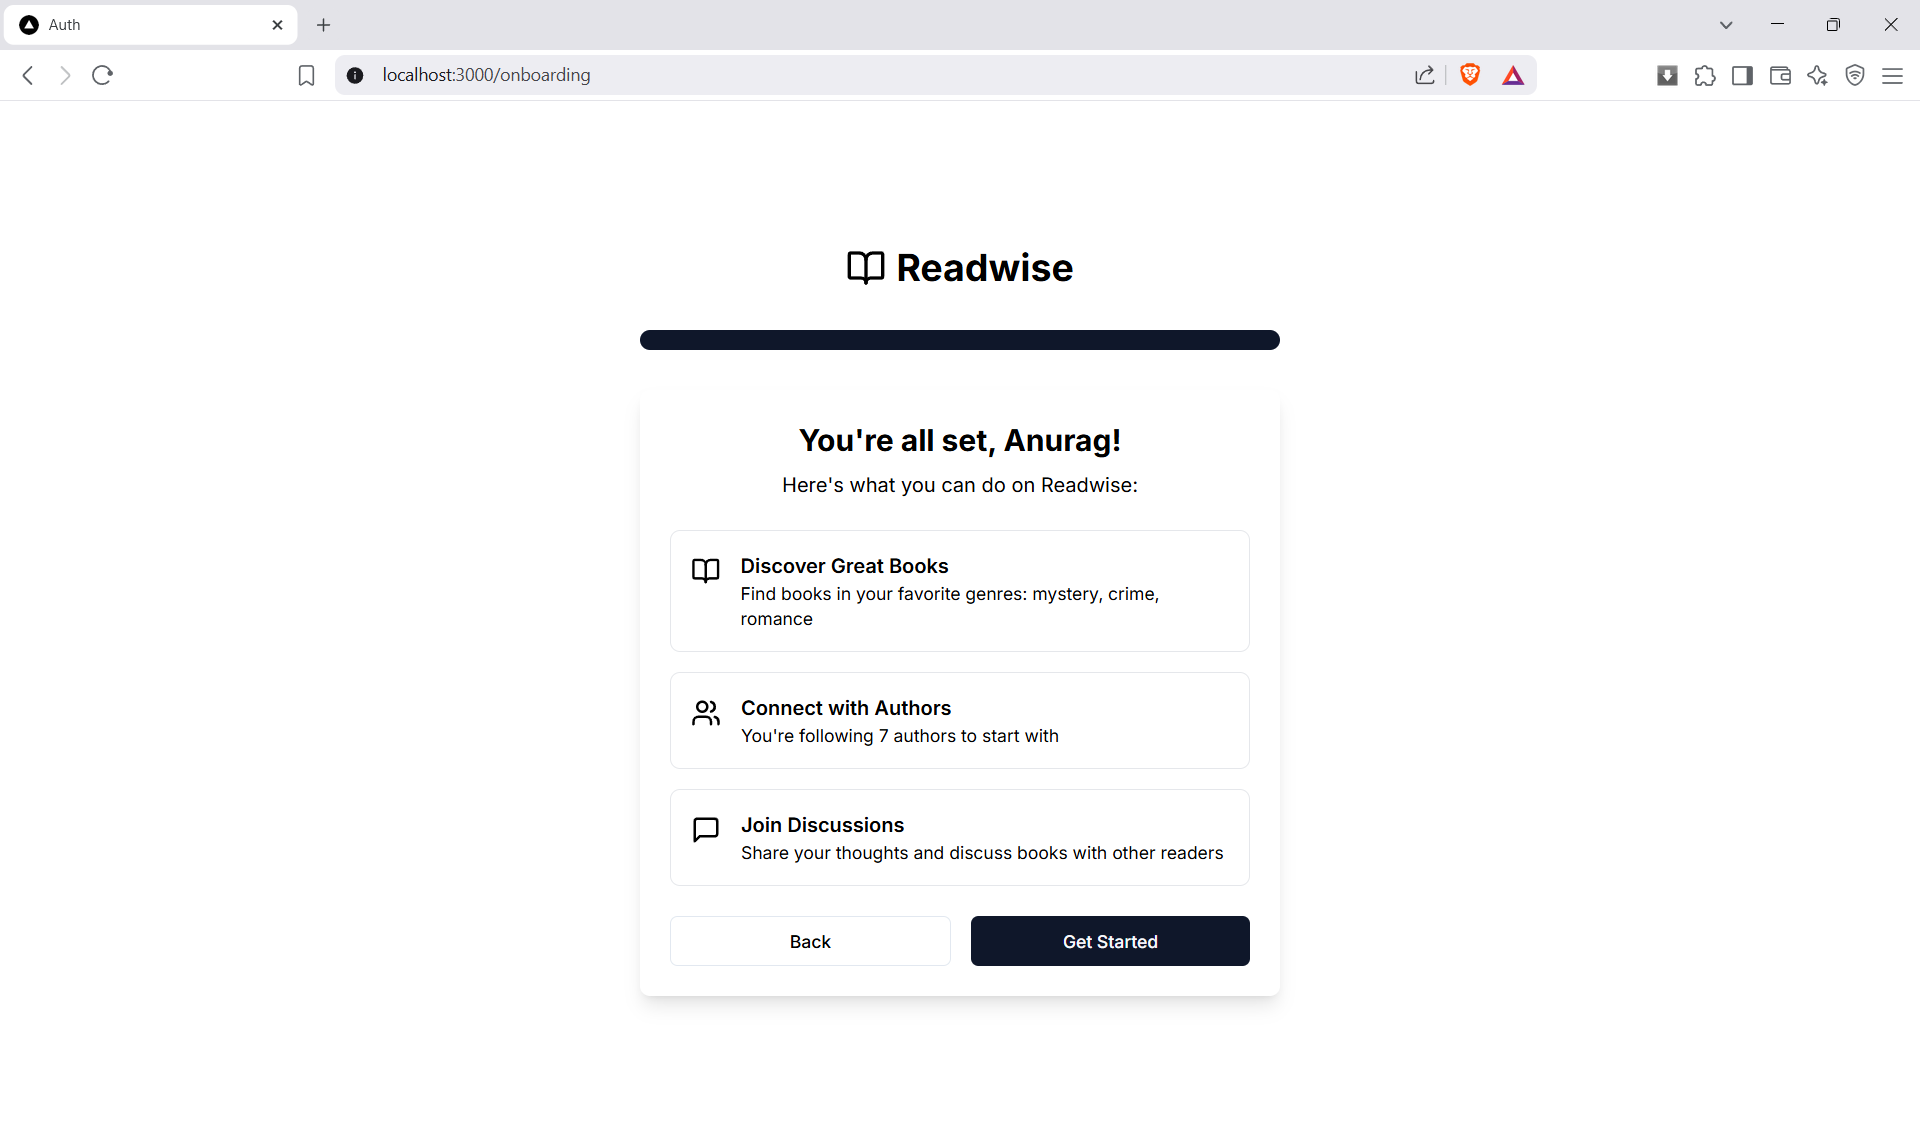 Auth
localhost:3000/onboarding
Readwise
You're all set, Anurag!
Here's what you can do on Readwise:
Discover Great Books
Find books in your favorite genres: mystery, crime,
romance
Connect with Authors
You're following 7 authors to start with
Join Discussions
Share your thoughts and discuss books with other readers
Back
Get Started